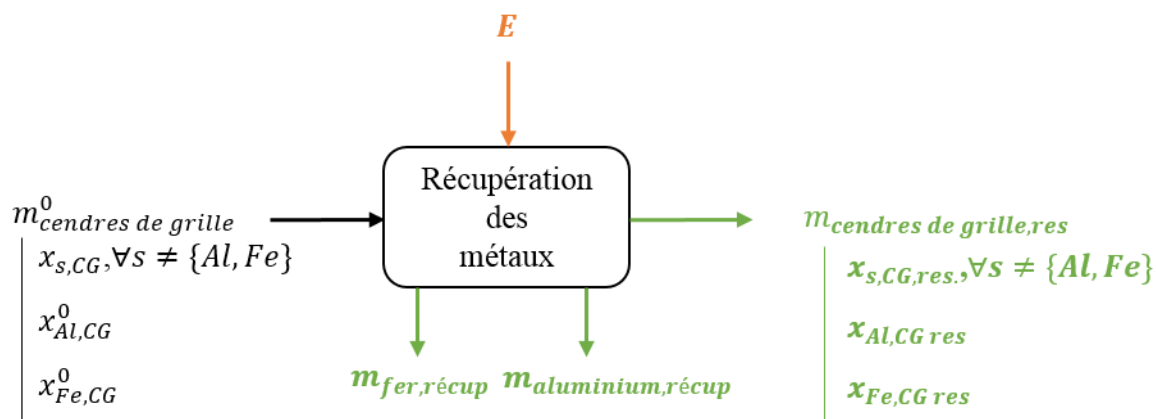 E
Récupération
des
métaux
m⁰cendres de grille
xs,CG,∀s ≠ {Al, Fe}
x⁰Al,CG
x⁰Fe,CG
mcendres de grille,res
xs,CG,res.,∀s ≠ {Al, Fe}
xAl,CG res
xFe,CG res
mfer,récup maluminium,récup